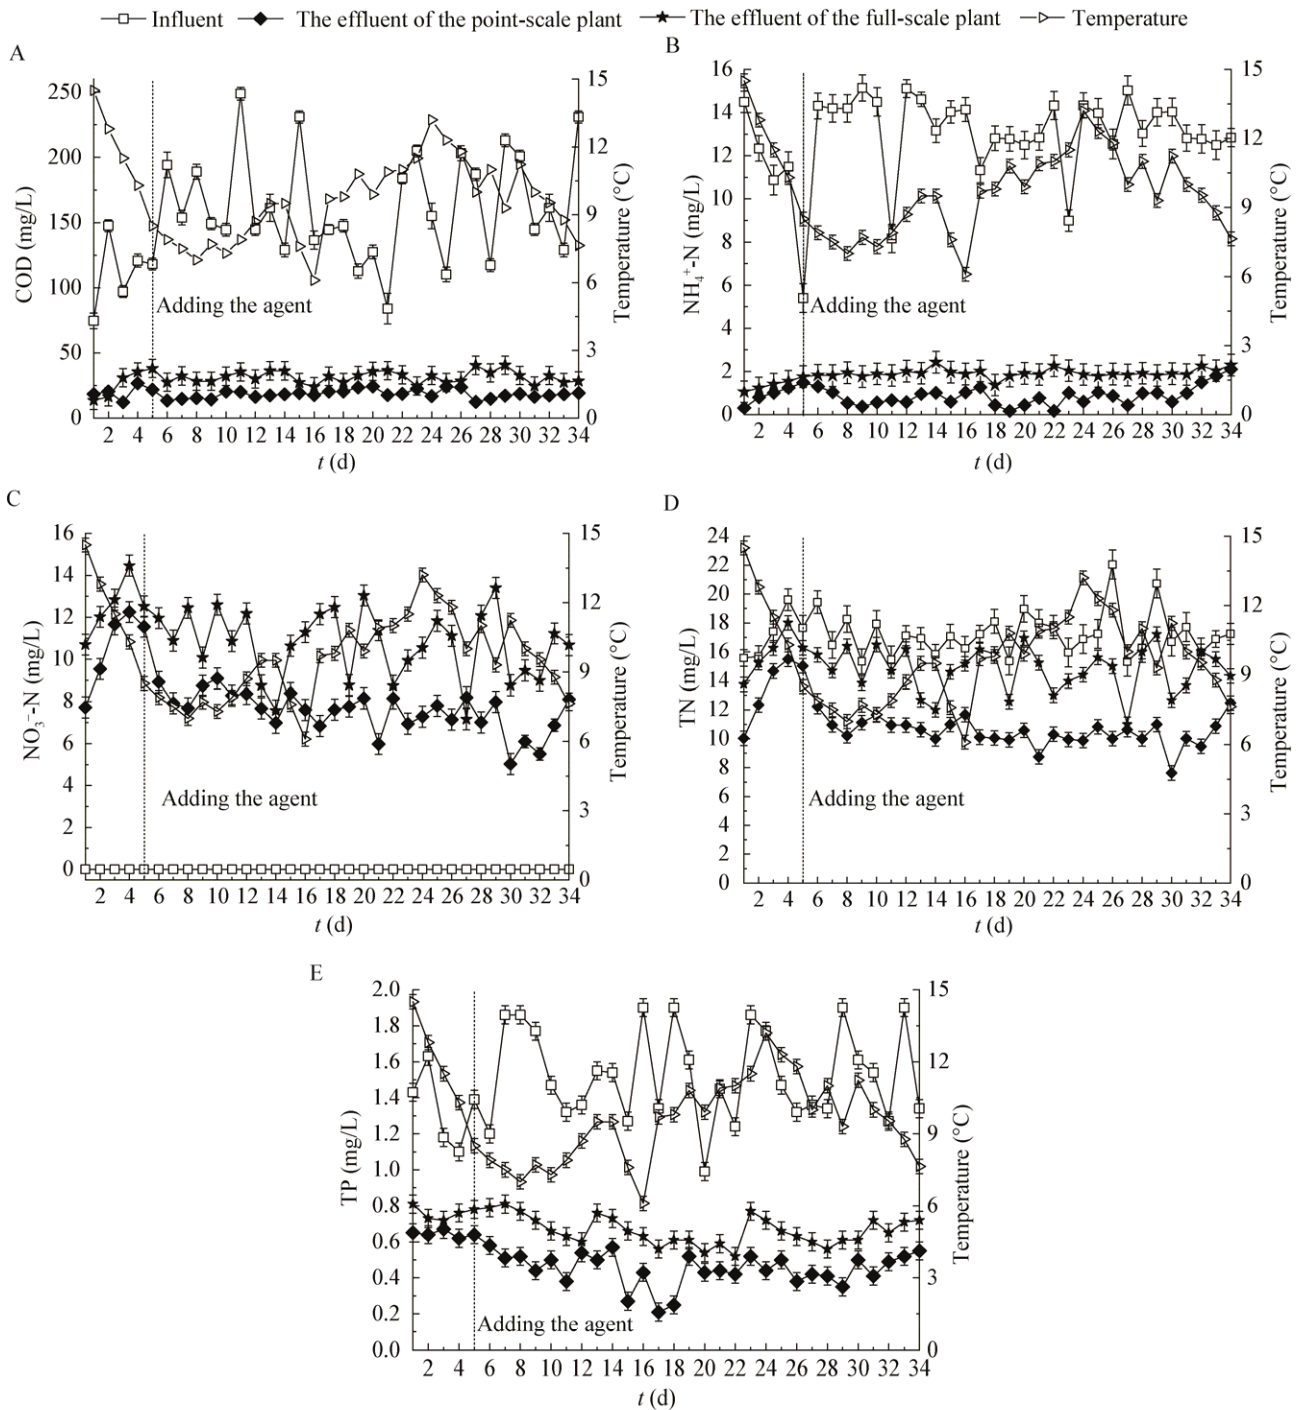 Influent The effluent of the point-scale plant The effluent of the full-scale plant Temperature
A
250
200
150
100
50
0
COD (mg/L)
15
12
9
6
3
0
Temperature (°C)
Adding the agent
2 4 6 8 10 12 14 16 18 20 22 24 26 28 30 32 34
t (d)
B
16
14
12
10
8
6
4
2
0
NH₄⁺-N (mg/L)
15
12
9
6
3
0
Temperature (°C)
Adding the agent
2 4 6 8 10 12 14 16 18 20 22 24 26 28 30 32 34
t (d)
C
16
14
12
10
8
6
4
2
0
NO₃⁻-N (mg/L)
15
12
9
6
3
0
Temperature (°C)
Adding the agent
2 4 6 8 10 12 14 16 18 20 22 24 26 28 30 32 34
t (d)
D
24
22
20
18
16
14
12
10
8
6
4
2
0
TN (mg/L)
15
12
9
6
3
0
Temperature (°C)
Adding the agent
2 4 6 8 10 12 14 16 18 20 22 24 26 28 30 32 34
t (d)
E
2.0
1.8
1.6
1.4
1.2
1.0
0.8
0.6
0.4
0.2
0.0
TP (mg/L)
15
12
9
6
3
0
Temperature (°C)
Adding the agent
2 4 6 8 10 12 14 16 18 20 22 24 26 28 30 32 34
t (d)